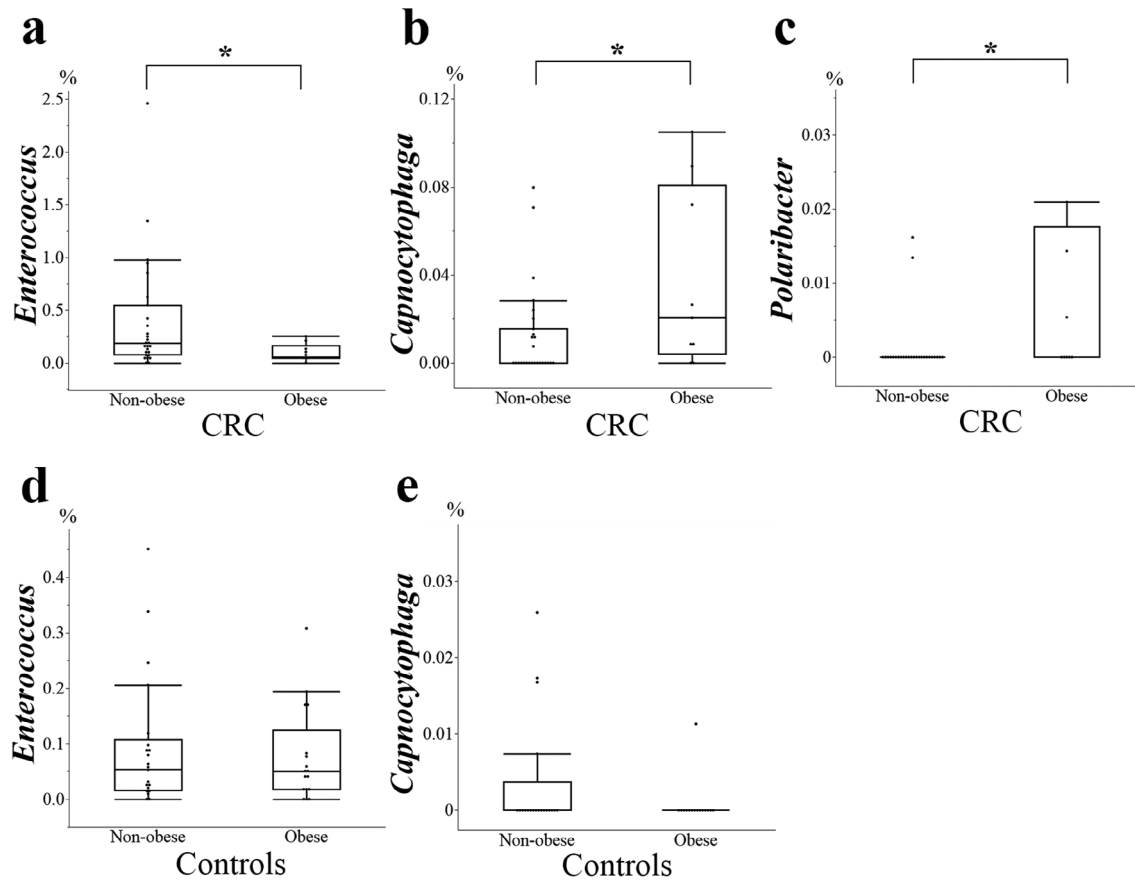 a
*
%
2.5
2.0
1.0
0.5
0.0
Enterococcus
Non-obese Obese
CRC
b
*
%
0.12
0.08
0.04
0.00
Capnocytophaga
Non-obese Obese
CRC
c
*
%
0.03
0.02
0.01
0
Polaribacter
Non-obese Obese
CRC
d
%
0.4
0.3
0.2
0.1
0.0
Enterococcus
Non-obese Obese
Controls
e
%
0.03
0.02
0.01
0
Capnocytophaga
Non-obese Obese
Controls